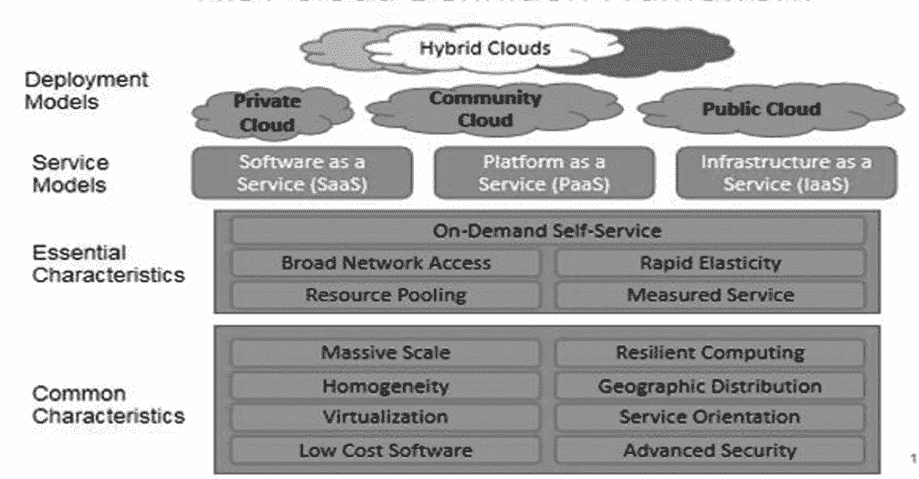 Hybrid Clouds
Deployment
Models
Private
Cloud
Community
Cloud
Public Cloud
Service
Models
Software as a
Service (SaaS)
Platform as a
Service (PaaS)
Infrastructure as a
Service (IaaS)
Essential
Characteristics
On-Demand Self-Service
Broad Network Access
Rapid Elasticity
Resource Pooling
Measured Service
Common
Characteristics
Massive Scale
Resilient Computing
Homogeneity
Geographic Distribution
Virtualization
Service Orientation
Low Cost Software
Advanced Security
1